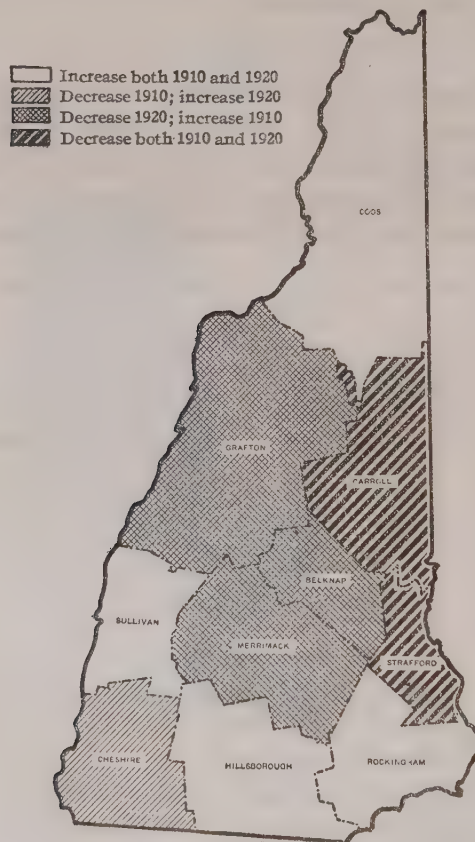 Increase both 1910 and 1920
Decrease 1910; increase 1920
Decrease 1920; increase 1910
Decrease both 1910 and 1920
COOS
GRAFTON
CARROLL
BELKNAP
SULLIVAN
MERRIMACK
STRAFFORD
CHESHIRE
HILLSBOROUGH
ROCKINGHAM